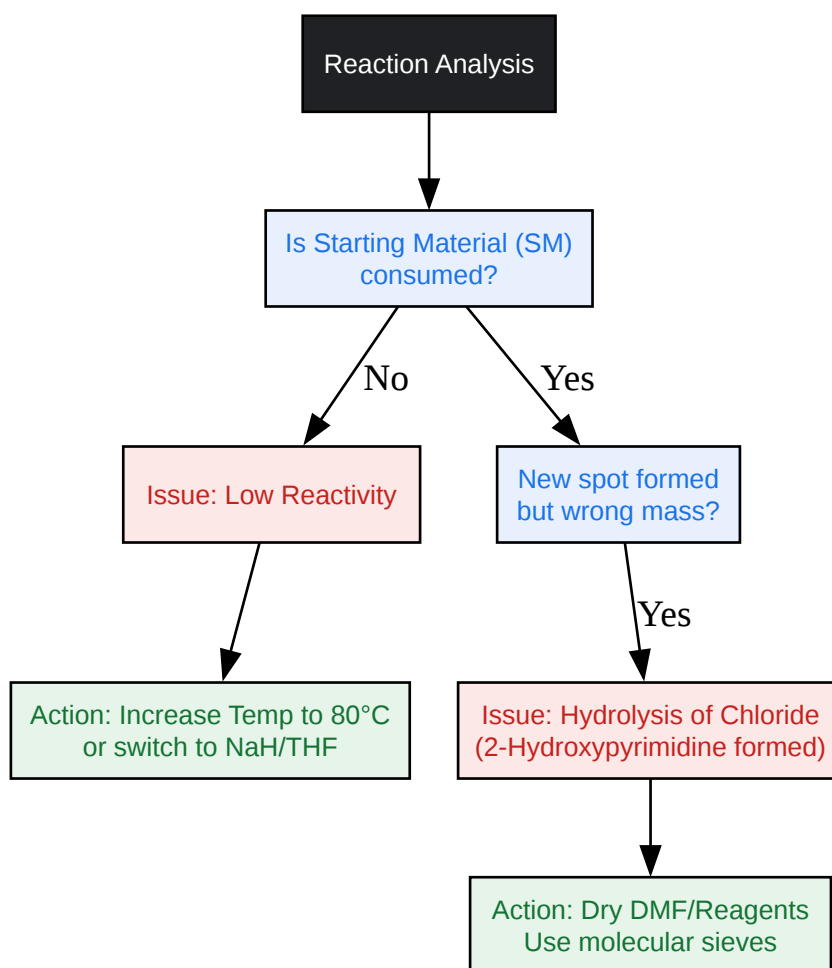 Reaction Analysis
Is Starting Material (SM)
consumed?
No
Yes
Issue: Low Reactivity
New spot formed
but wrong mass?
Yes
Action: Increase Temp to 80°C
or switch to NaH/THF
Issue: Hydrolysis of Chloride
(2-Hydroxypyrimidine formed)
Action: Dry DMF/Reagents
Use molecular sieves